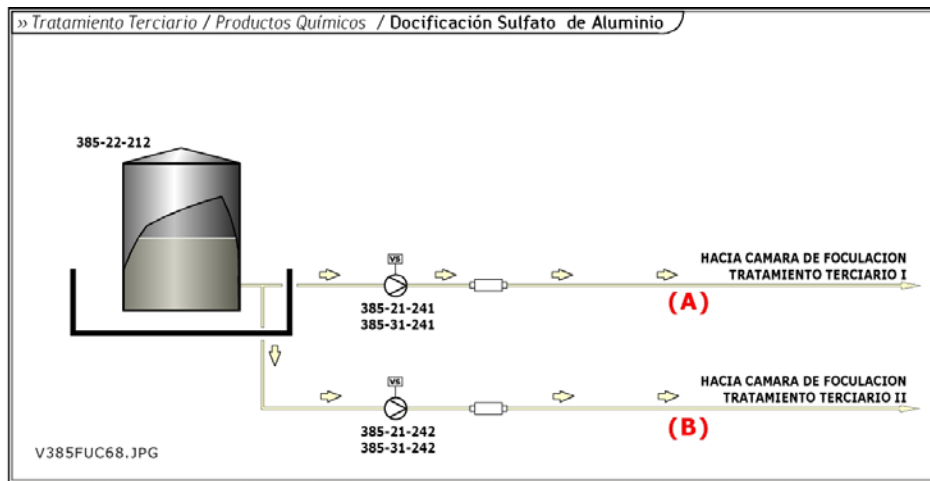 » Tratamiento Terciario / Productos Químicos / Docificación Sulfato de Aluminio
385-22-212
VS
HACIA CAMARA DE FOCULACION
TRATAMIENTO TERCIARIO I
(A)
385-21-241
385-31-241
VS
HACIA CAMARA DE FOCULACION
TRATAMIENTO TERCIARIO II
(B)
385-21-242
385-31-242
V385FUC68.JPG